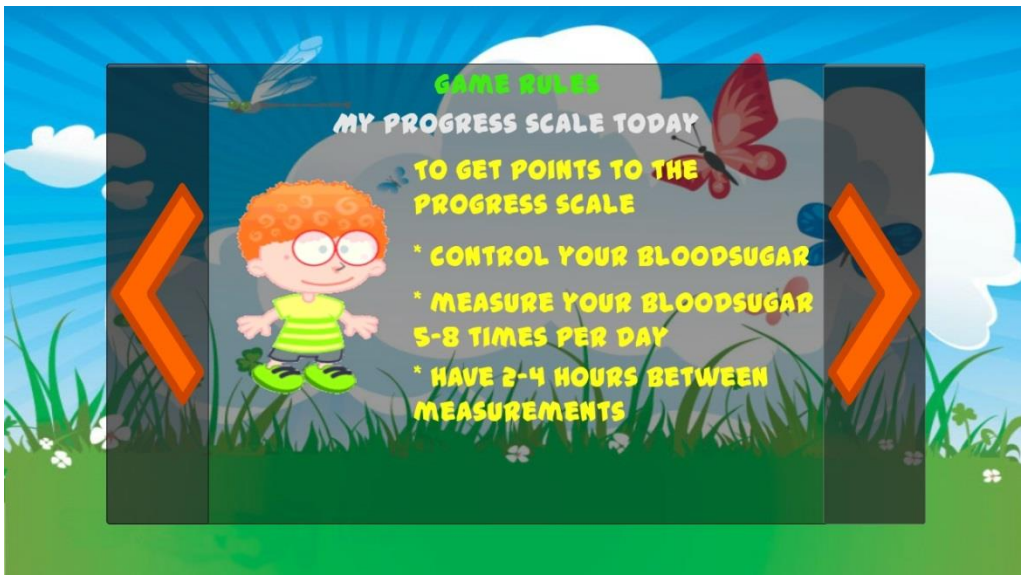 GAME RULES
MY PROGRESS SCALE TODAY
TO GET POINTS TO THE
PROGRESS SCALE
* CONTROL YOUR BLOODSUGAR
* MEASURE YOUR BLOODSUGAR
5-8 TIMES PER DAY
* HAVE 2-4 HOURS BETWEEN
MEASUREMENTS